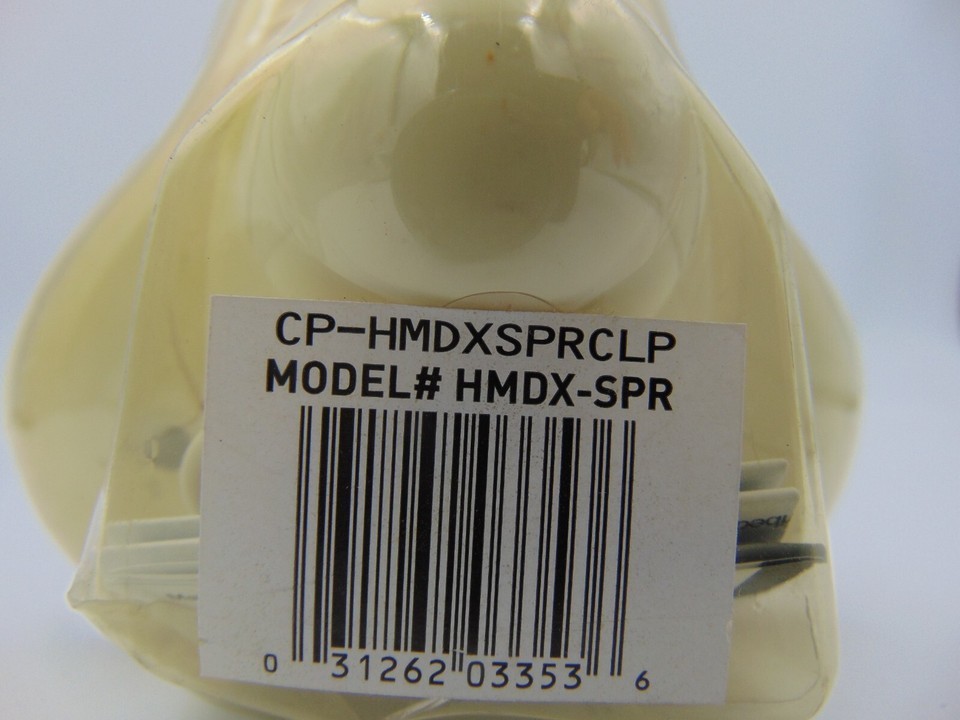 CP-HMDXSPRCLP
MODEL# HMDX-SPR
0 31262 03353 6